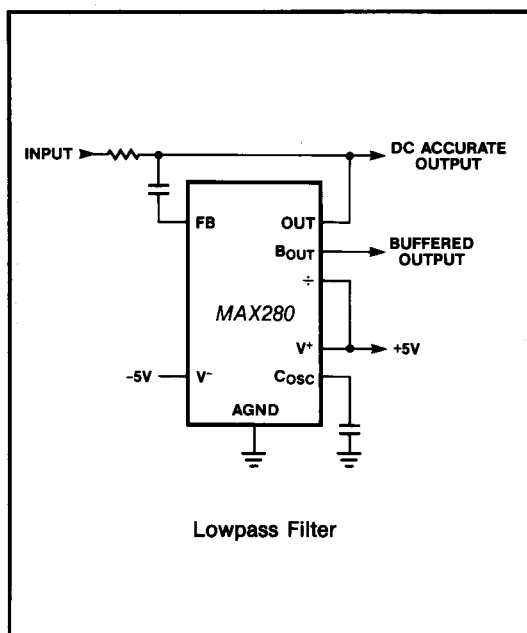 INPUT
DC ACCURATE
OUTPUT
FB
OUT
BOUT
BUFFERED
OUTPUT
÷
MAX280
V+
+5V
-5V
V-
COSC
AGND
Lowpass Filter